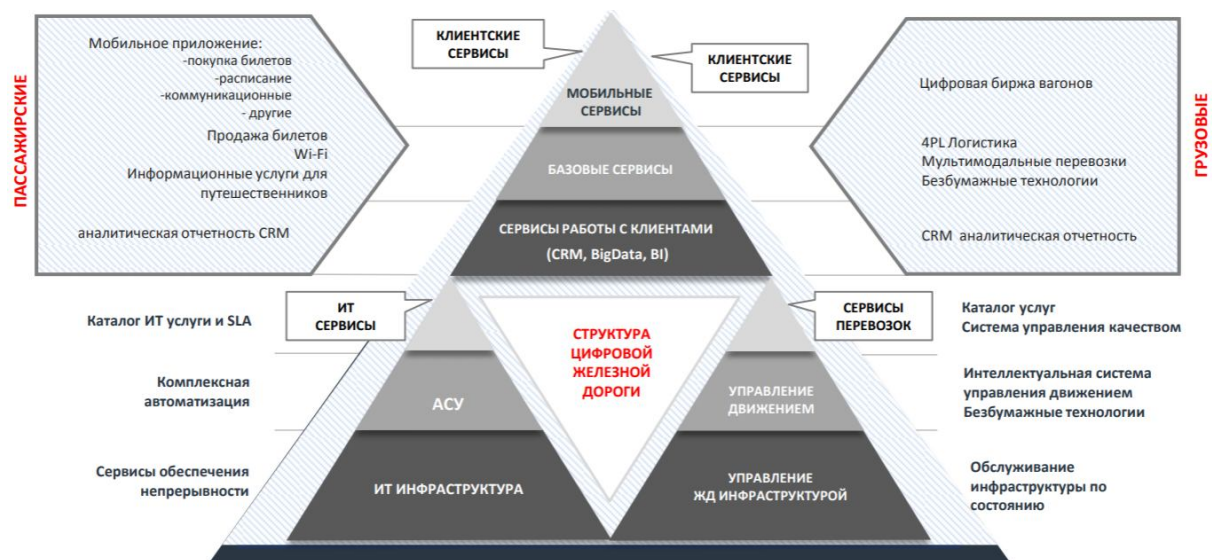 ПАССАЖИРСКИЕ
Мобильное приложение:
-покупка билетов
-расписание
-коммуникационные
- другие
Продажа билетов
Wi-Fi
Информационные услуги для
путешественников
аналитическая отчетность CRM
КЛИЕНТСКИЕ
СЕРВИСЫ
КЛИЕНТСКИЕ
СЕРВИСЫ
МОБИЛЬНЫЕ
СЕРВИСЫ
БАЗОВЫЕ СЕРВИСЫ
СЕРВИСЫ РАБОТЫ С КЛИЕНТАМИ
(CRM, BigData, BI)
Цифровая биржа вагонов
4PL Логистика
Мультимодальные перевозки
Безбумажные технологии
CRM аналитическая отчетность
ГРУЗОВЫЕ
Каталог ИТ услуги и SLA
Комплексная
автоматизация
Сервисы обеспечения
непрерывности
ИТ
СЕРВИСЫ
АСУ
ИТ ИНФРАСТРУКТУРА
СТРУКТУРА
ЦИФРОВОЙ
ЖЕЛЕЗНОЙ
ДОРОГИ
СЕРВИСЫ
ПЕРЕВОЗОК
УПРАВЛЕНИЕ
ДВИЖЕНИЕМ
УПРАВЛЕНИЕ
ЖД ИНФРАСТРУКТУРОЙ
Каталог услуг
Система управления качеством
Интеллектуальная система
управления движением
Безбумажные технологии
Обслуживание
инфраструктуры по
состоянию